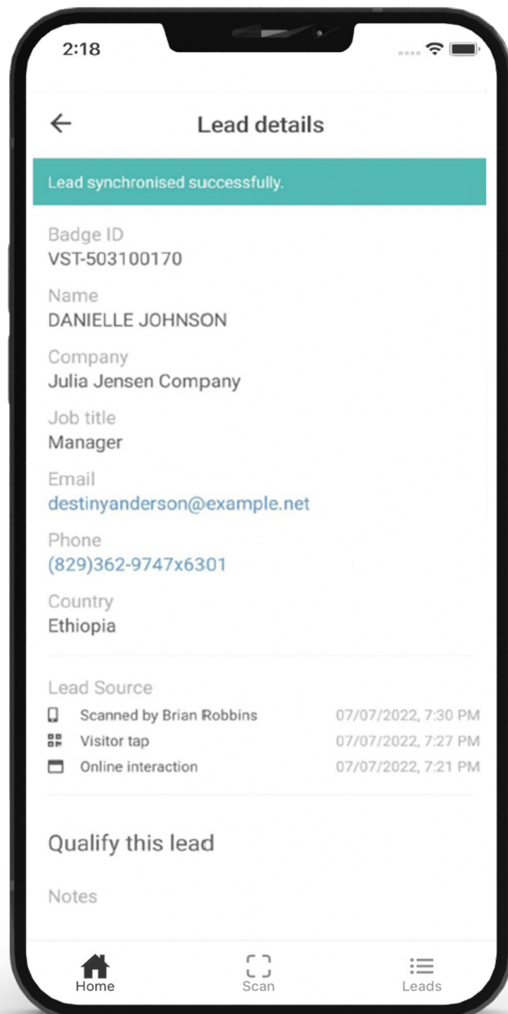 2:18
Lead details
Lead synchronised successfully.
Badge ID
VST-503100170
Name
DANIELLE JOHNSON
Company
Julia Jensen Company
Job title
Manager
Email
destinyanderson@example.net
Phone
(829)362-9747x6301
Country
Ethiopia
Lead Source
Scanned by Brian Robbins 07/07/2022, 7:30 PM
Visitor tap 07/07/2022, 7:27 PM
Online interaction 07/07/2022, 7:21 PM
Qualify this lead
Notes
Home Scan Leads